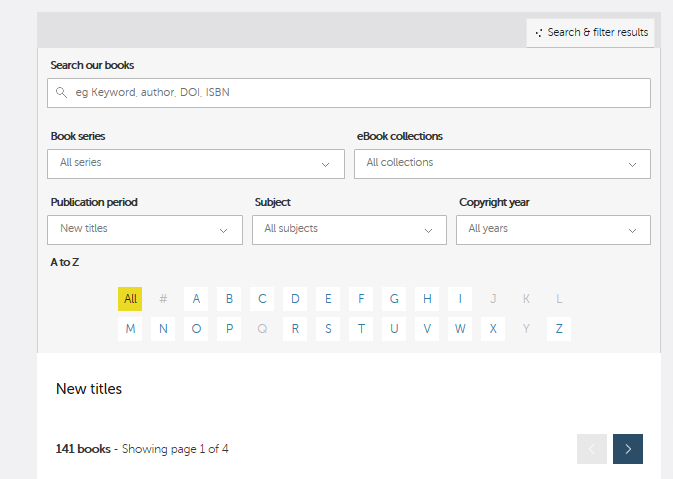 Search & filter results
Search our books
eg Keyword, author, DOI, ISBN
Book series eBook collections
All series All collections
Publication period Subject Copyright year
New titles All subjects All years
A to Z
All # A B C D E F G H I J K L
M N O P Q R S T U V W X Y Z
New titles
141 books - Showing page 1 of 4